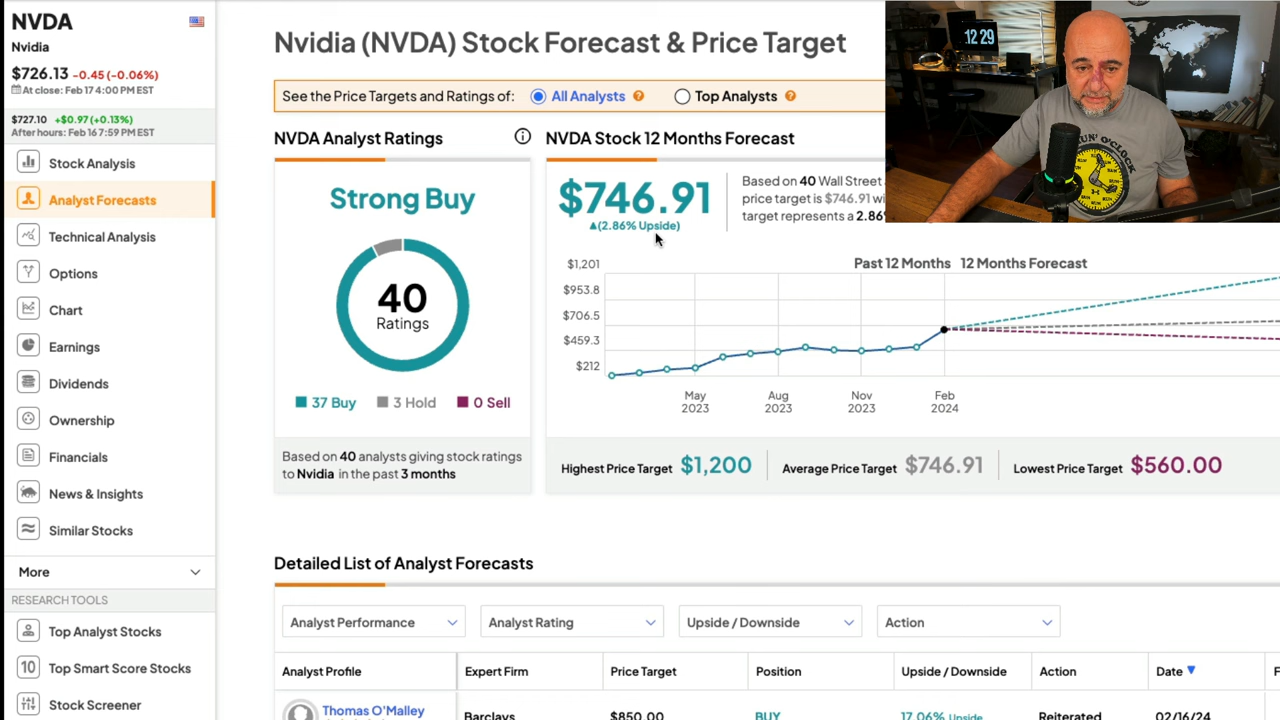 NVDA
Nvidia
$726.13 -0.45 (-0.06%)
At close: Feb 17 4:00 PM EST
$727.10 +$0.97 (+0.13%)
After hours: Feb 16 7:59 PM EST
Stock Analysis
Analyst Forecasts
Technical Analysis
Options
Chart
Earnings
Dividends
Ownership
Financials
News & Insights
Similar Stocks
More
RESEARCH TOOLS
Top Analyst Stocks
10 Top Smart Score Stocks
Stock Screener
Nvidia (NVDA) Stock Forecast & Price Target
See the Price Targets and Ratings of: All Analysts ? Top Analysts ?
NVDA Analyst Ratings
Strong Buy
40
Ratings
37 Buy 3 Hold 0 Sell
Based on 40 analysts giving stock ratings
to Nvidia in the past 3 months
NVDA Stock 12 Months Forecast
$746.91
▲(2.86% Upside)
Based on 40 Wall Street
price target is $746.91
target represents a 2.86
Past 12 Months 12 Months Forecast
$1,201
$953.8
$706.5
$459.3
$212
May Aug Nov Feb
2023 2023 2023 2024
Highest Price Target $1,200 Average Price Target $746.91 Lowest Price Target $560.00
Detailed List of Analyst Forecasts
Analyst Performance Analyst Rating Upside / Downside Action
Analyst Profile Expert Firm Price Target Position Upside / Downside Action Date
Thomas O'Malley Barclays $850.00 BUY 17.06% Upside Reiterated 02/16/24
12 29
O'CLOCK